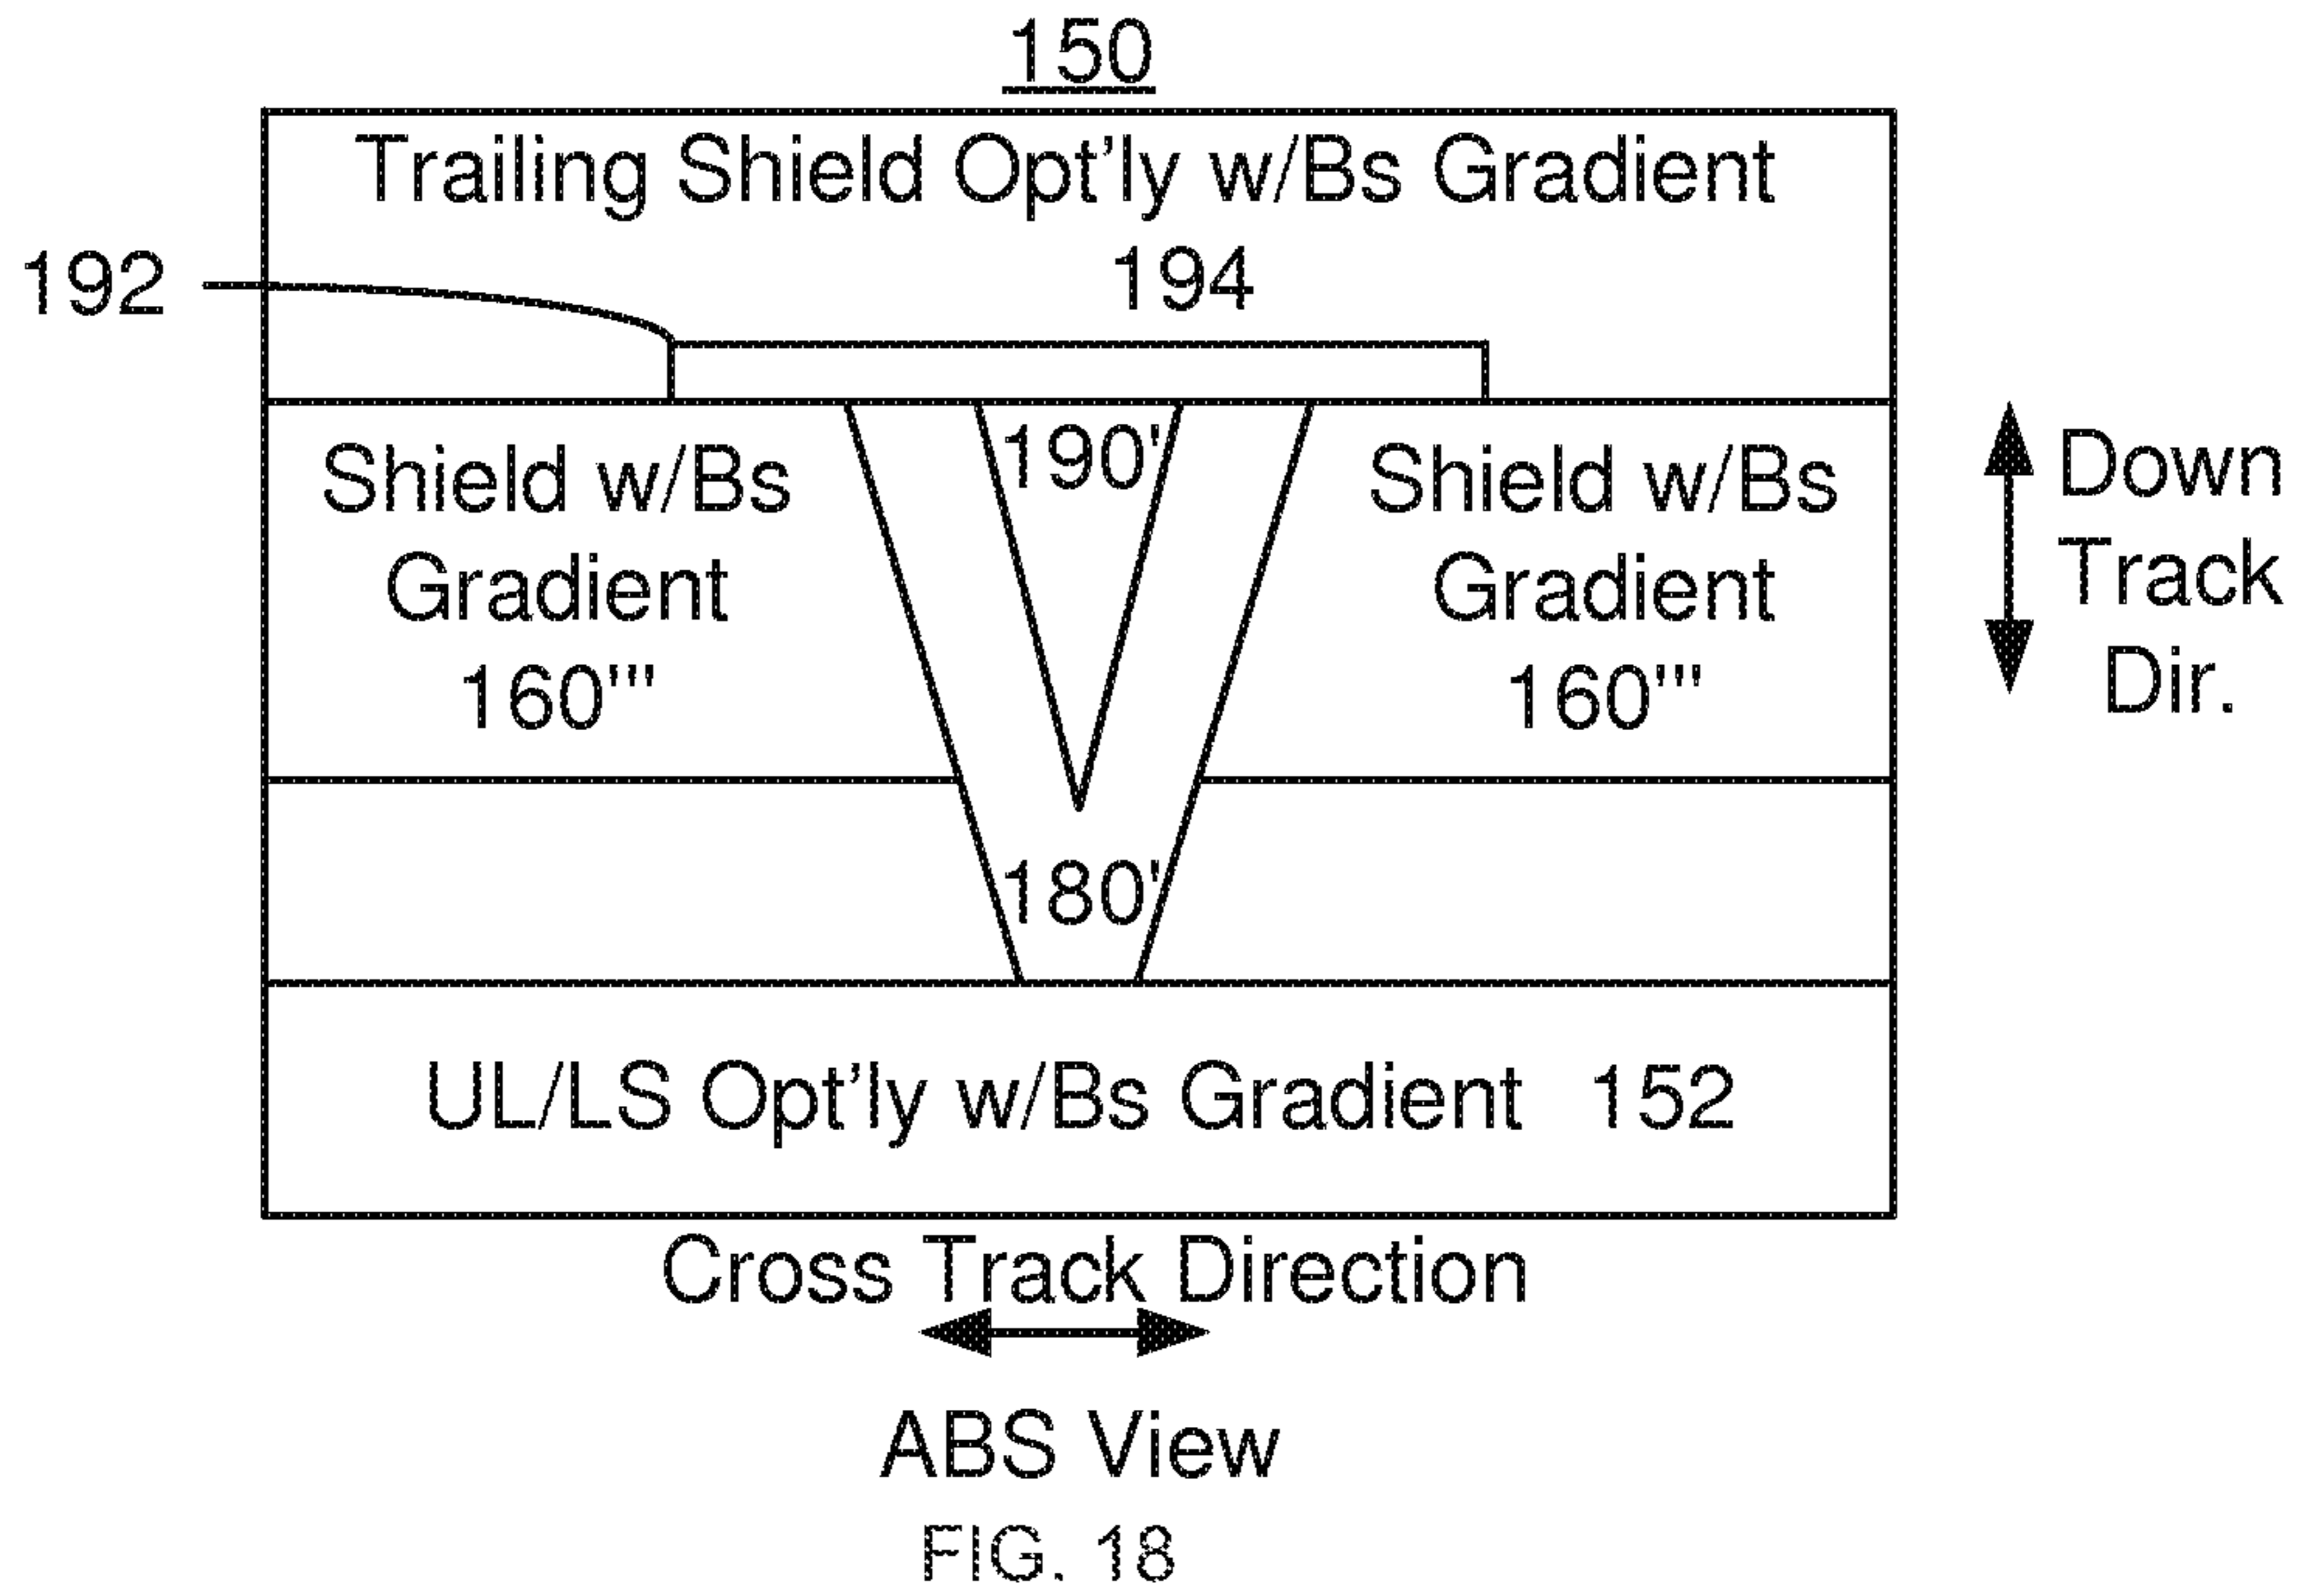 150
Trailing Shield Opt'ly w/Bs Gradient
194
192
190'
Shield w/Bs
Gradient
160'''
Shield w/Bs
Gradient
160'''
Down
Track
Dir.
180'
UL/LS Opt'ly w/Bs Gradient 152
Cross Track Direction
ABS View
FIG. 18